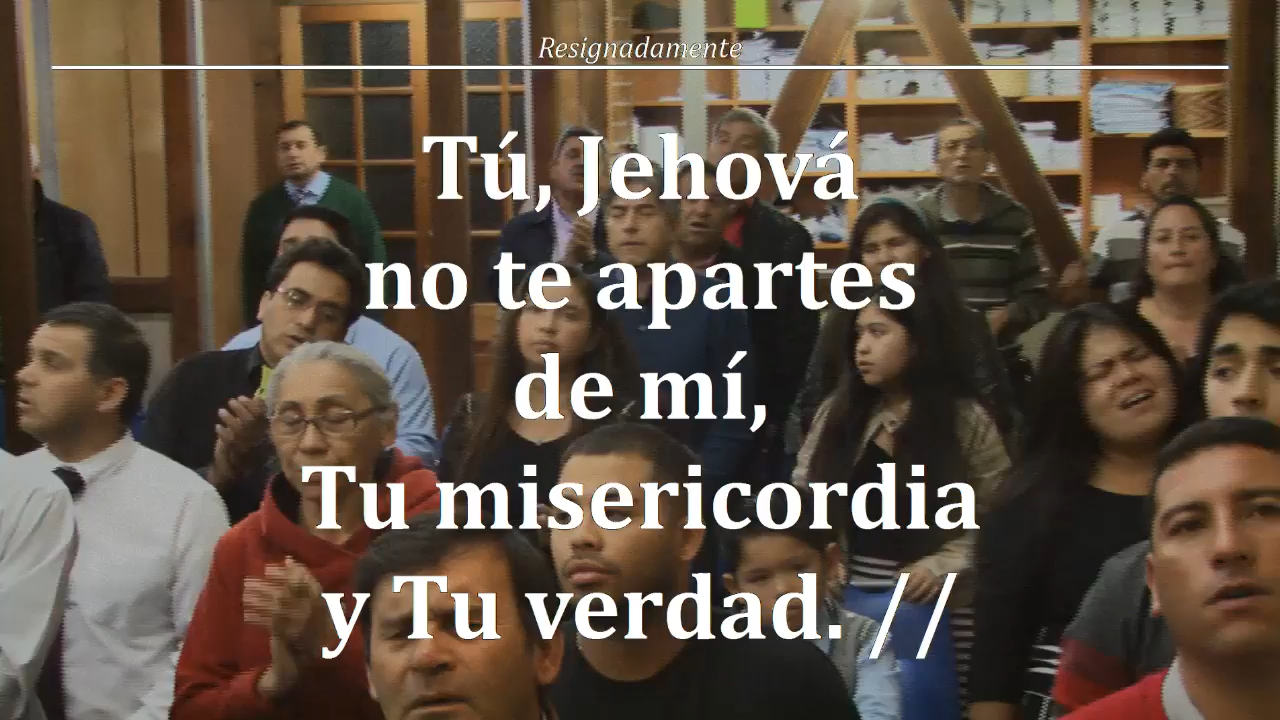 Resignadamente
Tú, Jehová
no te apartes
de mí,
Tu misericordia
y Tu verdad. //